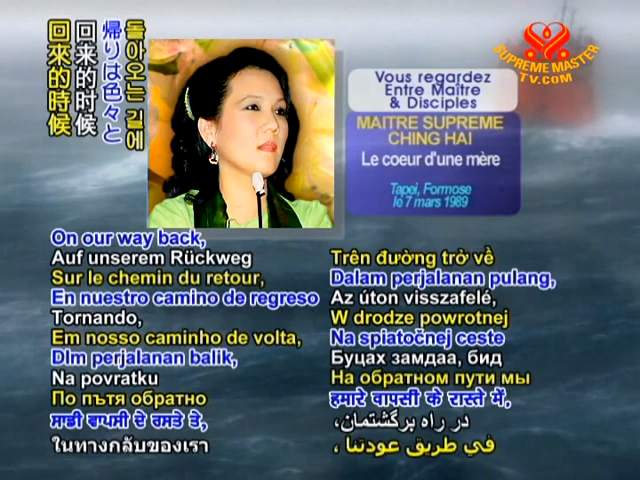 돌아오는 길에
帰りは色々と
回来的时候
回來的時候
SUPREME MASTER
TV.COM
Vous regardez
Entre Maître
& Disciples
MAITRE SUPREME
CHING HAI
Le coeur d'une mère
Tapei, Formose
le 7 mars 1989
On our way back,
Auf unserem Rückweg
Sur le chemin du retour,
En nuestro camino de regreso
Tornando,
Em nosso caminho de volta,
Dlm perjalanan balik,
Na povratku
По пътя обратно
ਸਾਡੀ ਵਾਪਸੀ ਦੇ ਰਸਤੇ ਤੇ,
ในทางกลับของเรา
Trên đường trở về
Dalam perjalanan pulang,
Az úton visszafelé,
W drodze powrotnej
Na spiatočnej ceste
Буцах замдаа, бид
На обратном пути мы
हमारे वापसी के रास्ते में,
در راه برگشتمان،
في طريق عودتنا ،